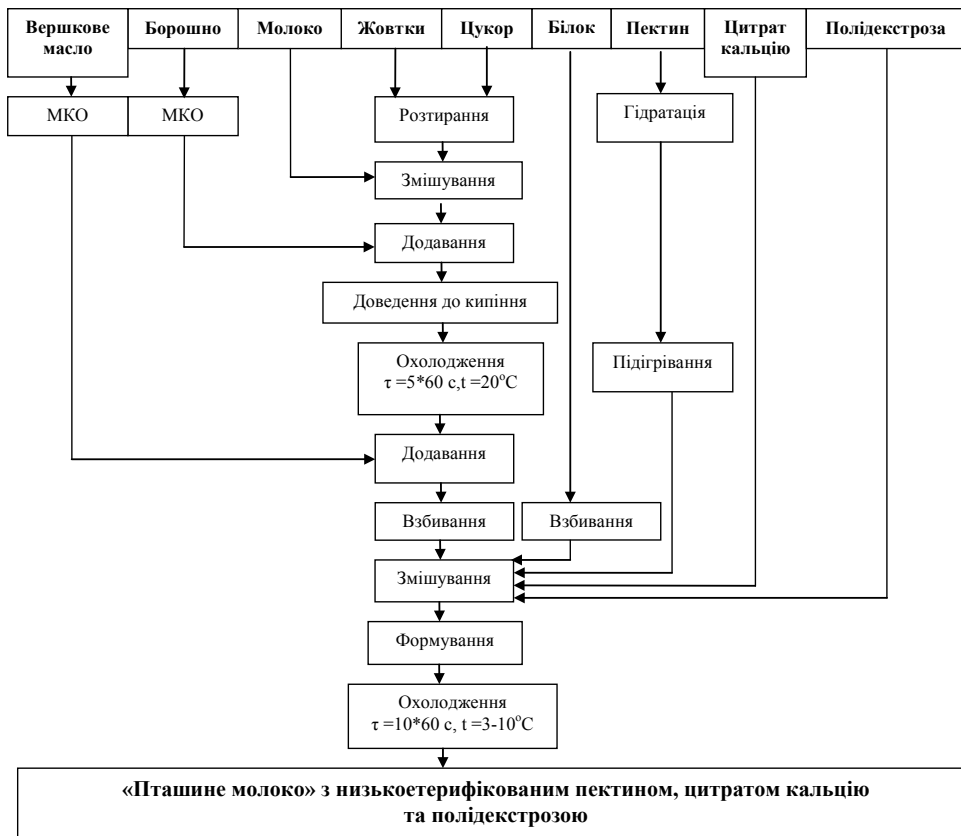 Вершкове
масло
Борошно
Молоко
Жовтки
Цукор
Білок
Пектин
Цитрат
кальцію
Полідекстроза
МКО
МКО
Розтирання
Гідратація
Змішування
Додавання
Доведення до кипіння
Охолодження
τ =5*60 с,t =20°С
Підігрівання
Додавання
Взбивання
Взбивання
Змішування
Формування
Охолодження
τ =10*60 с, t =3-10°С
«Пташине молоко» з низькоетерифікованим пектином, цитратом кальцію
та полідекстрозою